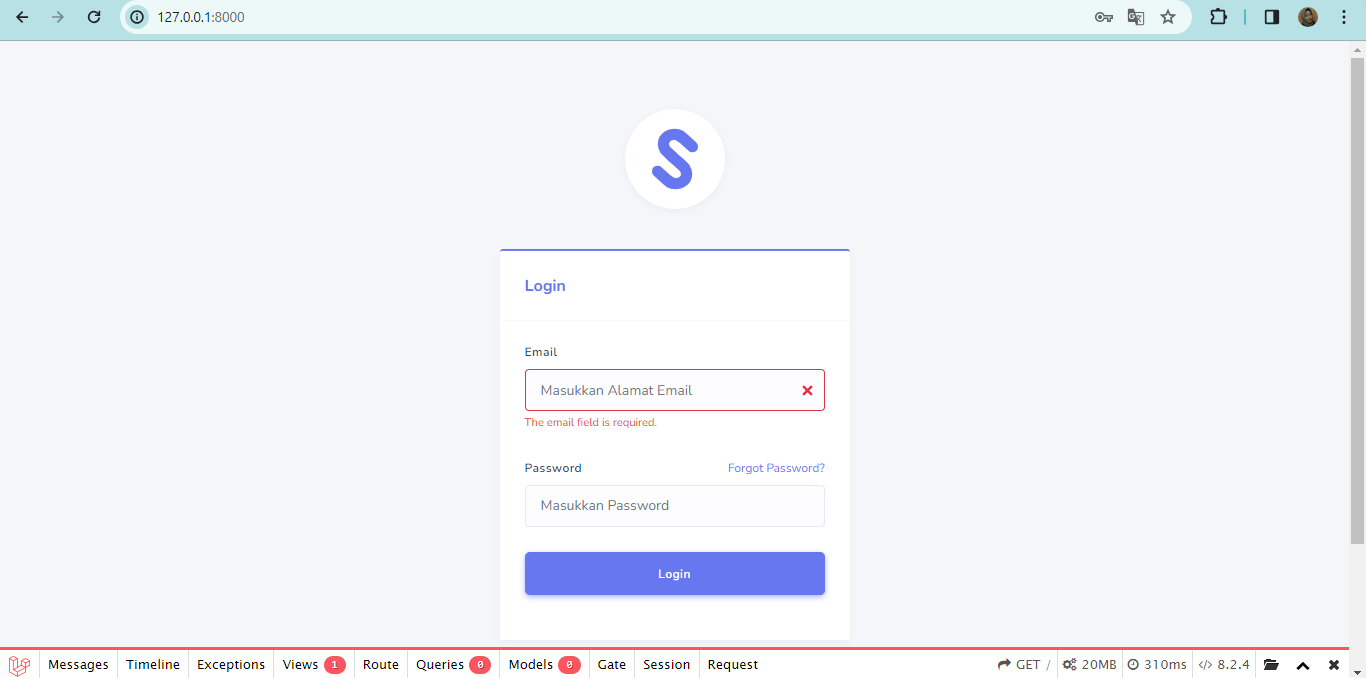 127.0.0.1:8000
S
Login
Email
Masukkan Alamat Email
The email field is required.
Password Forgot Password?
Masukkan Password
Login
Messages Timeline Exceptions Views 1 Route Queries 0 Models 0 Gate Session Request GET / 20MB 310ms </> 8.2.4